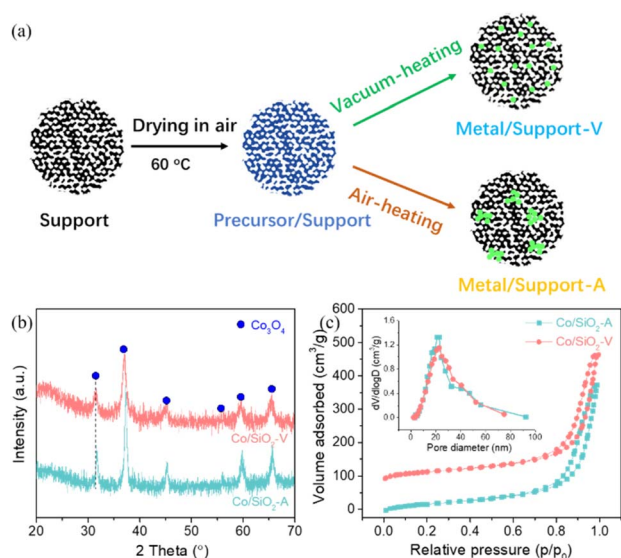 (a)
Vacuum-heating
Metal/Support-V
Drying in air
60 °C
Support
Precursor/Support
Air-heating
Metal/Support-A
(b)
Co₃O₄
Intensity (a.u.)
Co/SiO₂-V
Co/SiO₂-A
20 30 40 50 60 70
2 Theta (°)
(c)
600
500
400
300
200
100
0
Volume adsorbed (cm³/g)
Co/SiO₂-A
Co/SiO₂-V
1.6
1.2
0.8
0.4
0.0
dV/dlogD (cm³/g)
0 20 40 60 80 100
Pore diameter (nm)
0.0 0.2 0.4 0.6 0.8 1.0
Relative pressure (p/p₀)